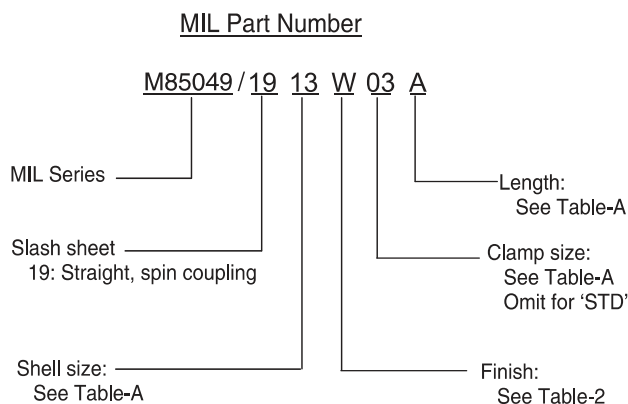 MIL Part Number
M85049/19 13 W 03 A
MIL Series
Slash sheet
19: Straight, spin coupling
Shell size:
See Table-A
Length:
See Table-A
Clamp size:
See Table-A
Omit for 'STD'
Finish:
See Table-2